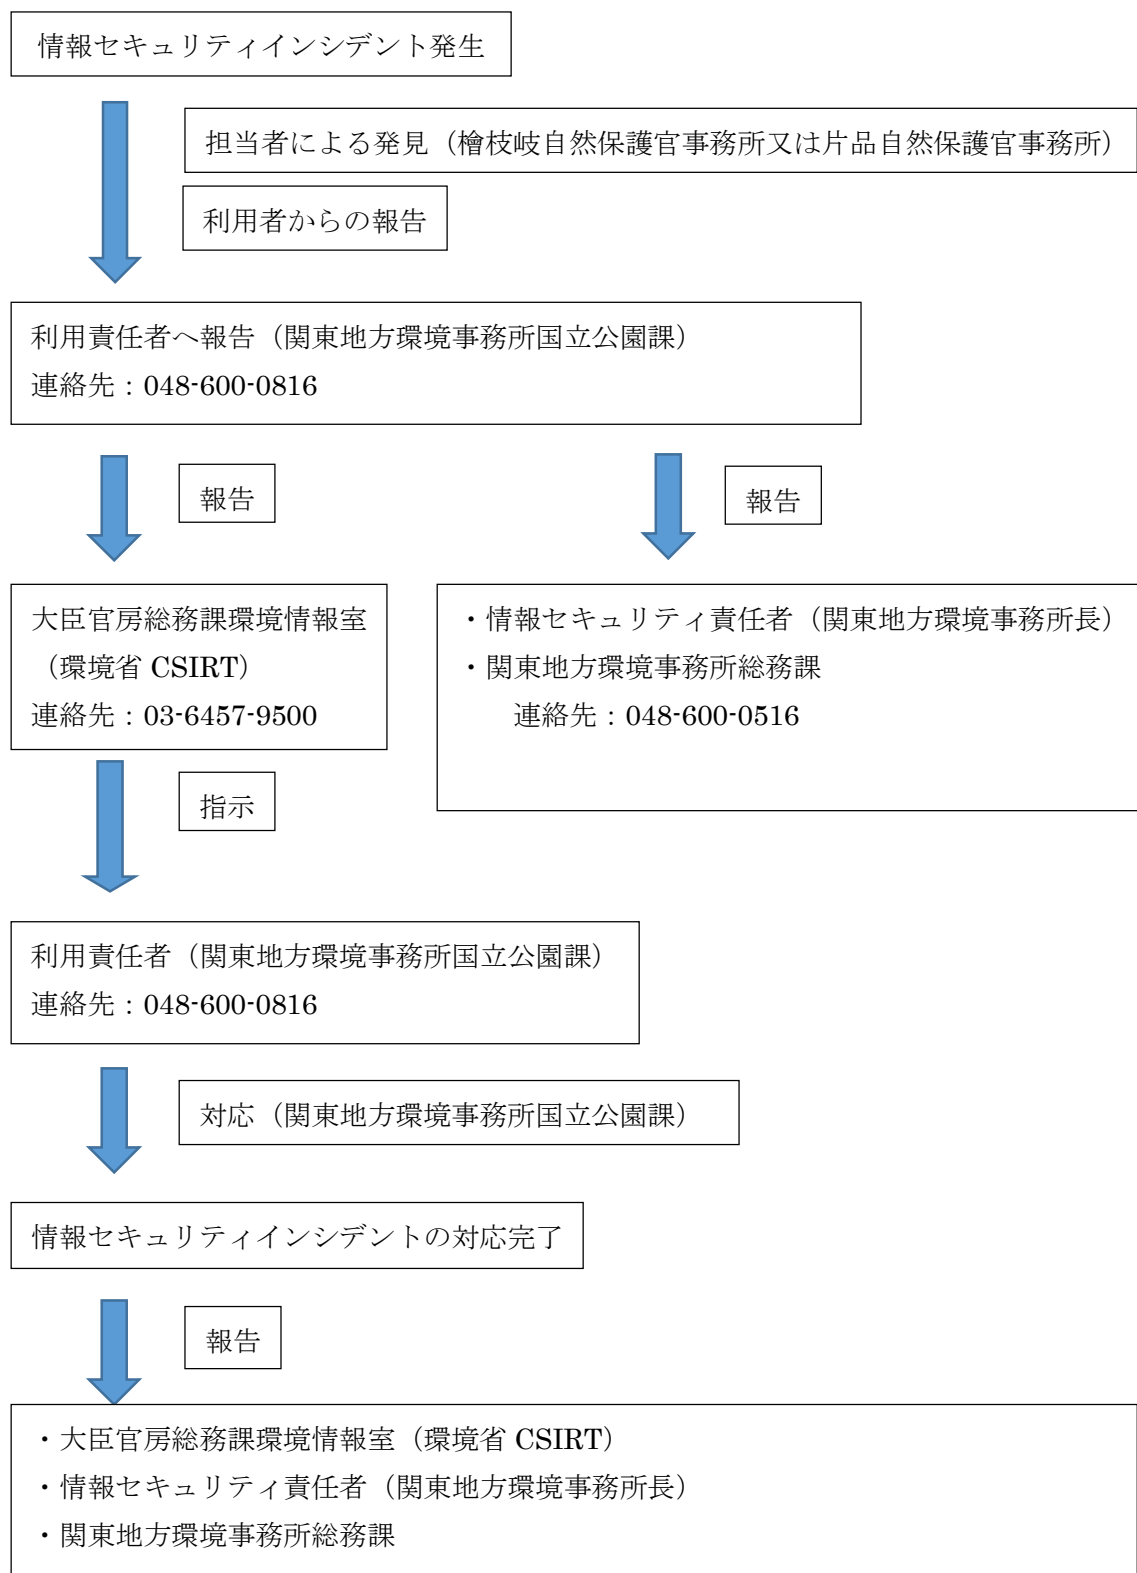 情報セキュリティインシデント発生
担当者による発見（檜枝岐自然保護官事務所又は片品自然保護官事務所）
利用者からの報告
利用責任者へ報告（関東地方環境事務所国立公園課）
連絡先：048-600-0816
報告
報告
大臣官房総務課環境情報室
（環境省 CSIRT）
連絡先：03-6457-9500
・情報セキュリティ責任者（関東地方環境事務所長）
・関東地方環境事務所総務課
連絡先：048-600-0516
指示
利用責任者（関東地方環境事務所国立公園課）
連絡先：048-600-0816
対応（関東地方環境事務所国立公園課）
情報セキュリティインシデントの対応完了
報告
・大臣官房総務課環境情報室（環境省 CSIRT）
・情報セキュリティ責任者（関東地方環境事務所長）
・関東地方環境事務所総務課